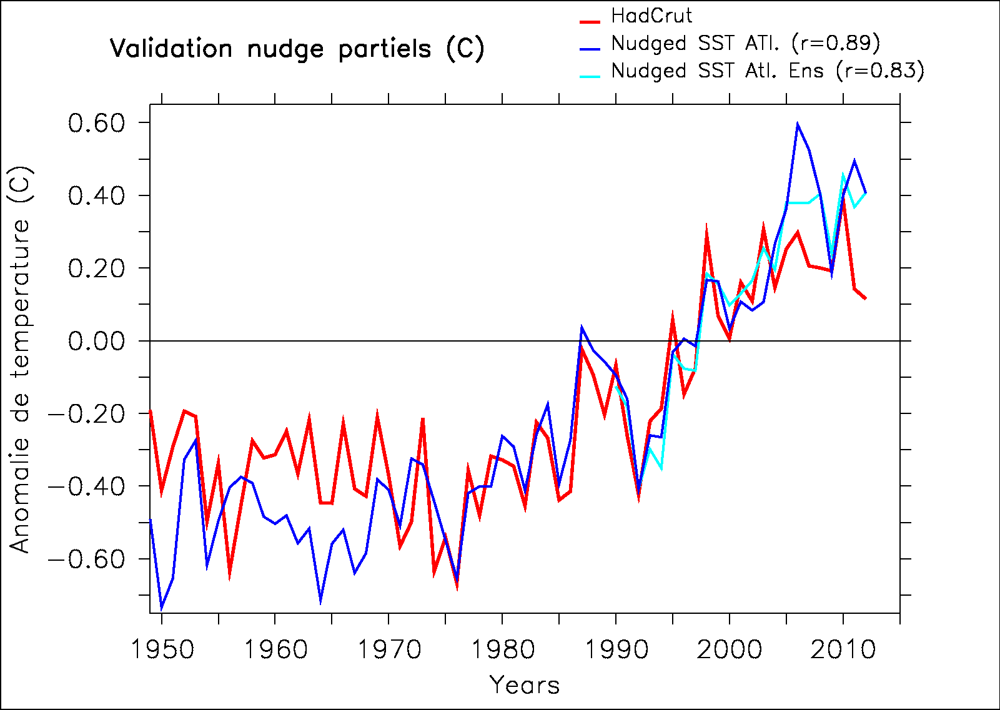 HadCrut
Validation nudge partiels (C)
Nudged SST ATl. (r=0.89)
Nudged SST Atl. Ens (r=0.83)
0.60
0.40
0.20
0.00
−0.20
−0.40
−0.60
Anomalie de temperature (C)
1950 1960 1970 1980 1990 2000 2010
Years